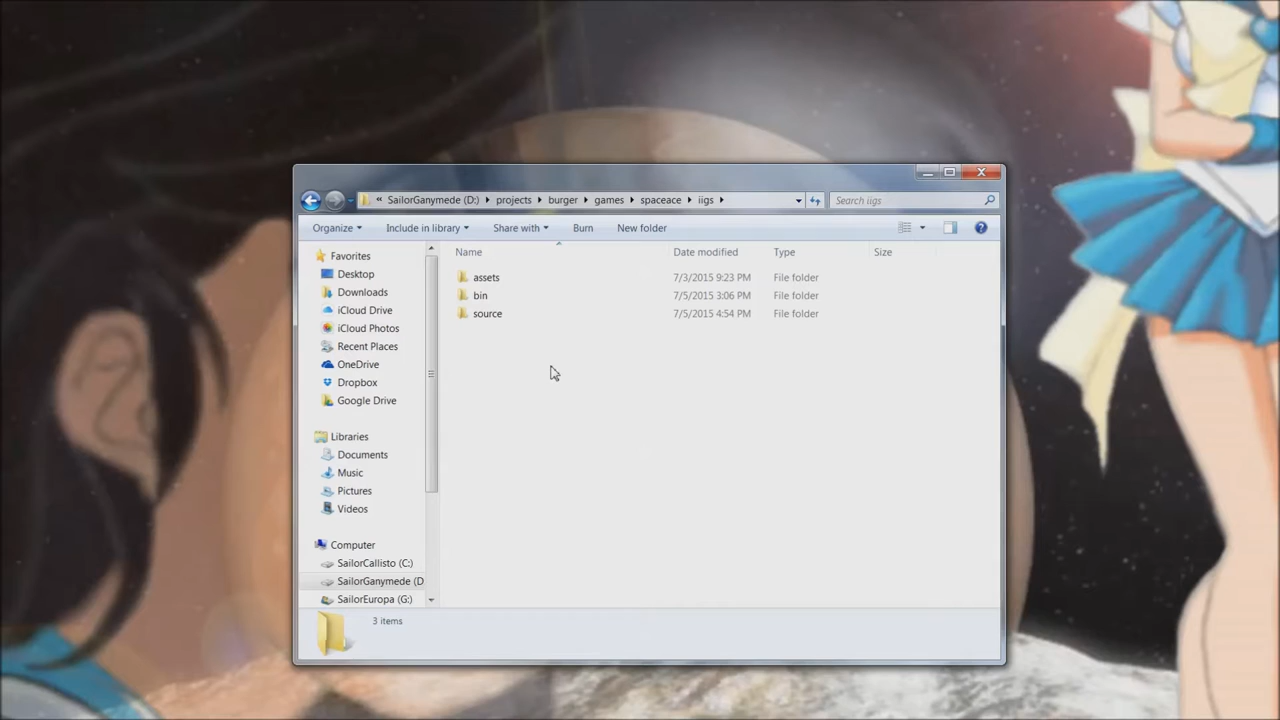 « SailorGanymede (D:) projects burger games spaceace iigs
Search iigs
Organize Include in library Share with Burn New folder
Name Date modified Type Size
assets 7/3/2015 9:23 PM File folder
bin 7/5/2015 3:06 PM File folder
source 7/5/2015 4:54 PM File folder
Favorites
Desktop
Downloads
iCloud Drive
iCloud Photos
Recent Places
OneDrive
Dropbox
Google Drive
Libraries
Documents
Music
Pictures
Videos
Computer
SailorCallisto (C:)
SailorGanymede (D
SailorEuropa (G:)
3 items